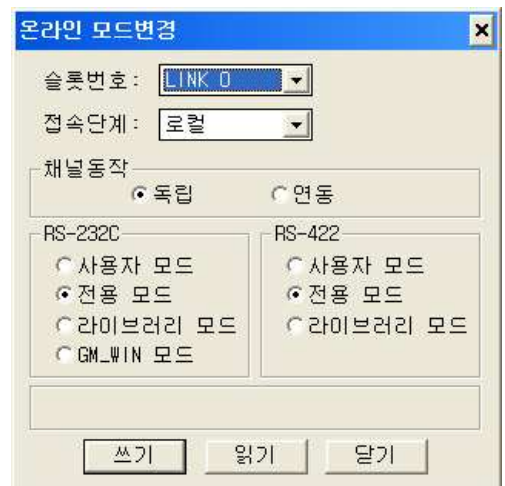 온라인 모드변경
슬롯번호: LINK 0
접속단계: 로컬
채널동작
독립 연동
RS-232C
사용자 모드
전용 모드
라이브러리 모드
GM_WIN 모드
RS-422
사용자 모드
전용 모드
라이브러리 모드
쓰기 읽기 닫기